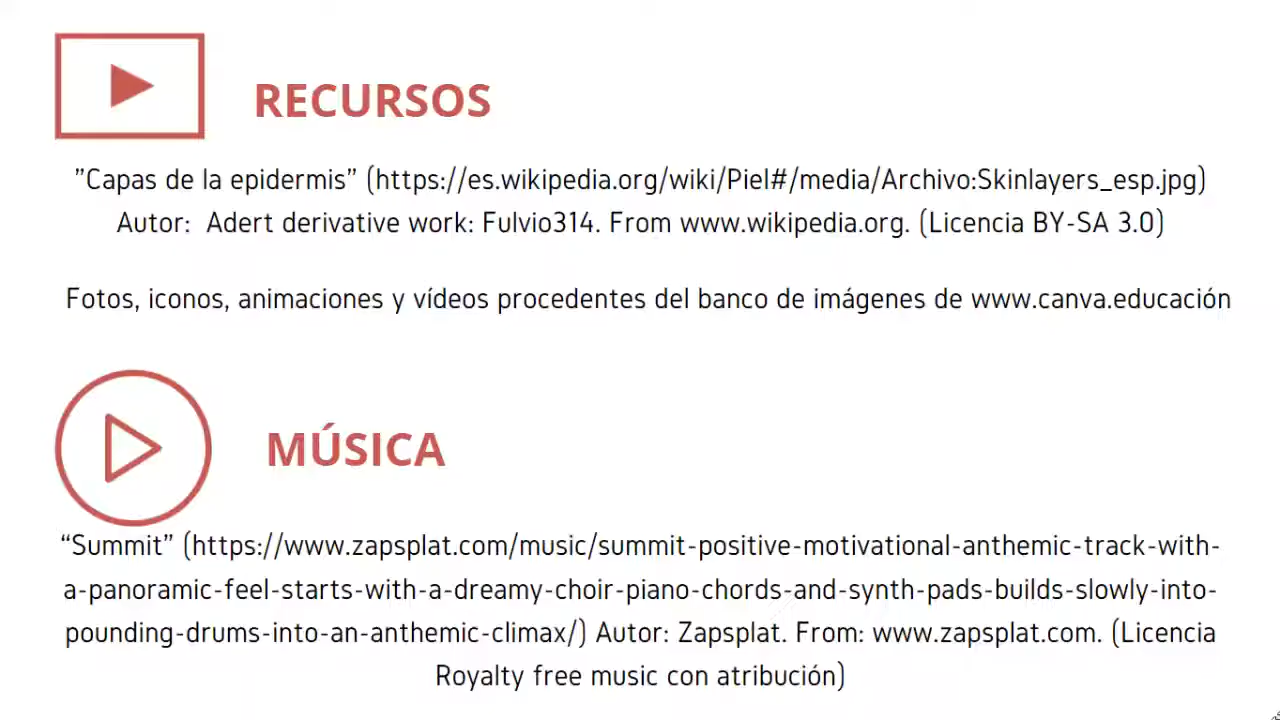 RECURSOS
"Capas de la epidermis” (https://es.wikipedia.org/wiki/Piel#/media/Archivo:Skinlayers_esp.jpg)
Autor:  Adert derivative work: Fulvio314. From www.wikipedia.org. (Licencia BY-SA 3.0)
Fotos, iconos, animaciones y vídeos procedentes del banco de imágenes de www.canva.educación
MÚSICA
“Summit” (https://www.zapsplat.com/music/summit-positive-motivational-anthemic-track-with-
a-panoramic-feel-starts-with-a-dreamy-choir-piano-chords-and-synth-pads-builds-slowly-into-
pounding-drums-into-an-anthemic-climax/) Autor: Zapsplat. From: www.zapsplat.com. (Licencia
Royalty free music con atribución)